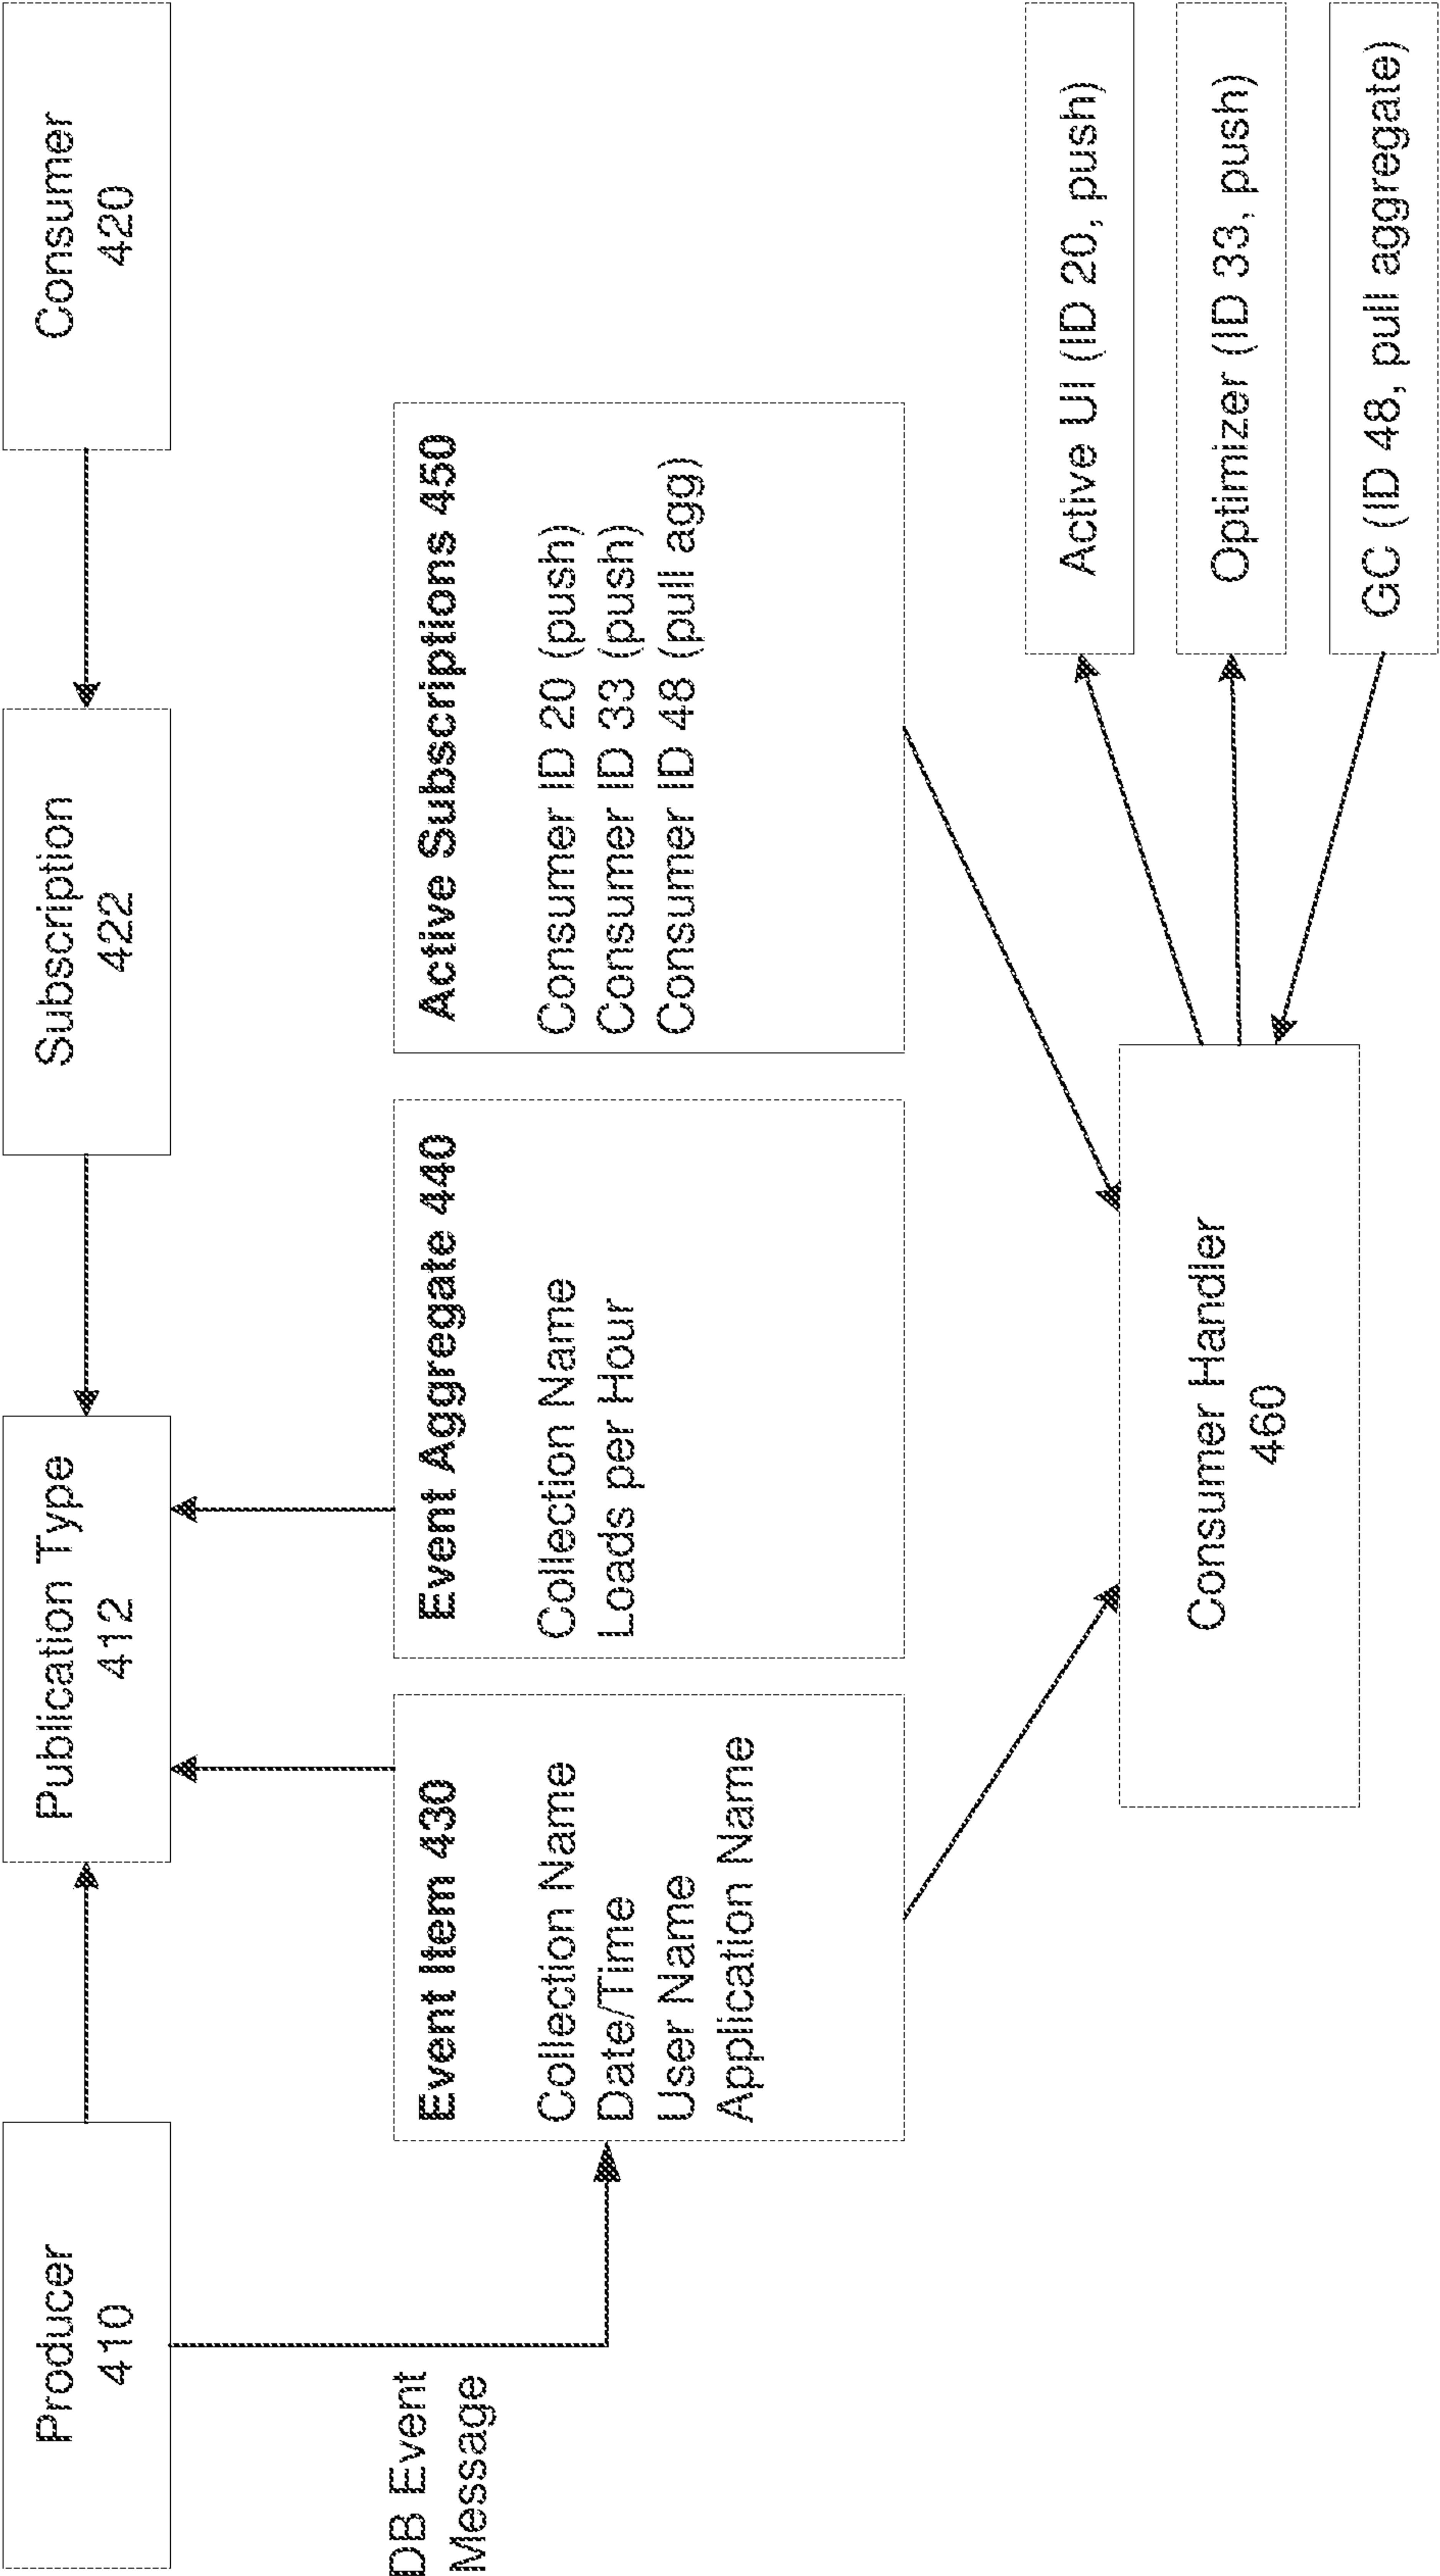 Producer
410
Publication Type
412
Subscription
422
Consumer
420
DB Event
Message
Event Item 430
Collection Name
Date/Time
User Name
Application Name
Event Aggregate 440
Collection Name
Loads per Hour
Active Subscriptions 450
Consumer ID 20 (push)
Consumer ID 33 (push)
Consumer ID 48 (pull agg)
Consumer Handler
460
Active UI (ID 20, push)
Optimizer (ID 33, push)
GC (ID 48, pull aggregate)